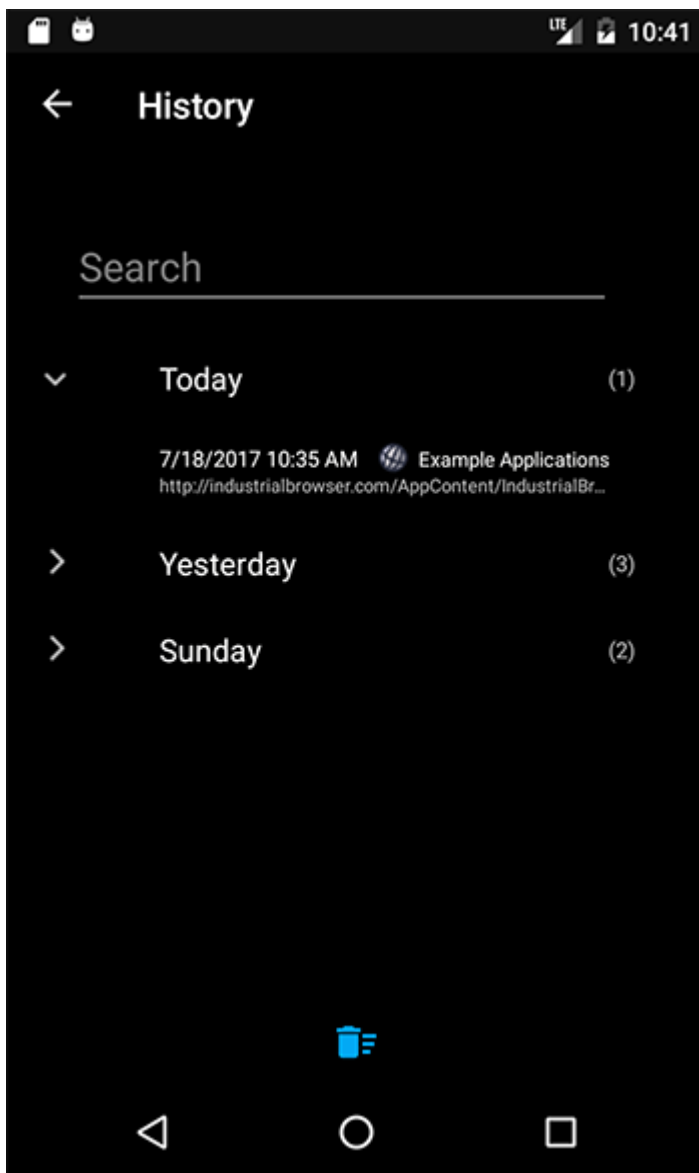 LTE 10:41
History
Search
Today (1)
7/18/2017 10:35 AM Example Applications
http://industrialbrowser.com/AppContent/IndustrialBr...
Yesterday (3)
Sunday (2)